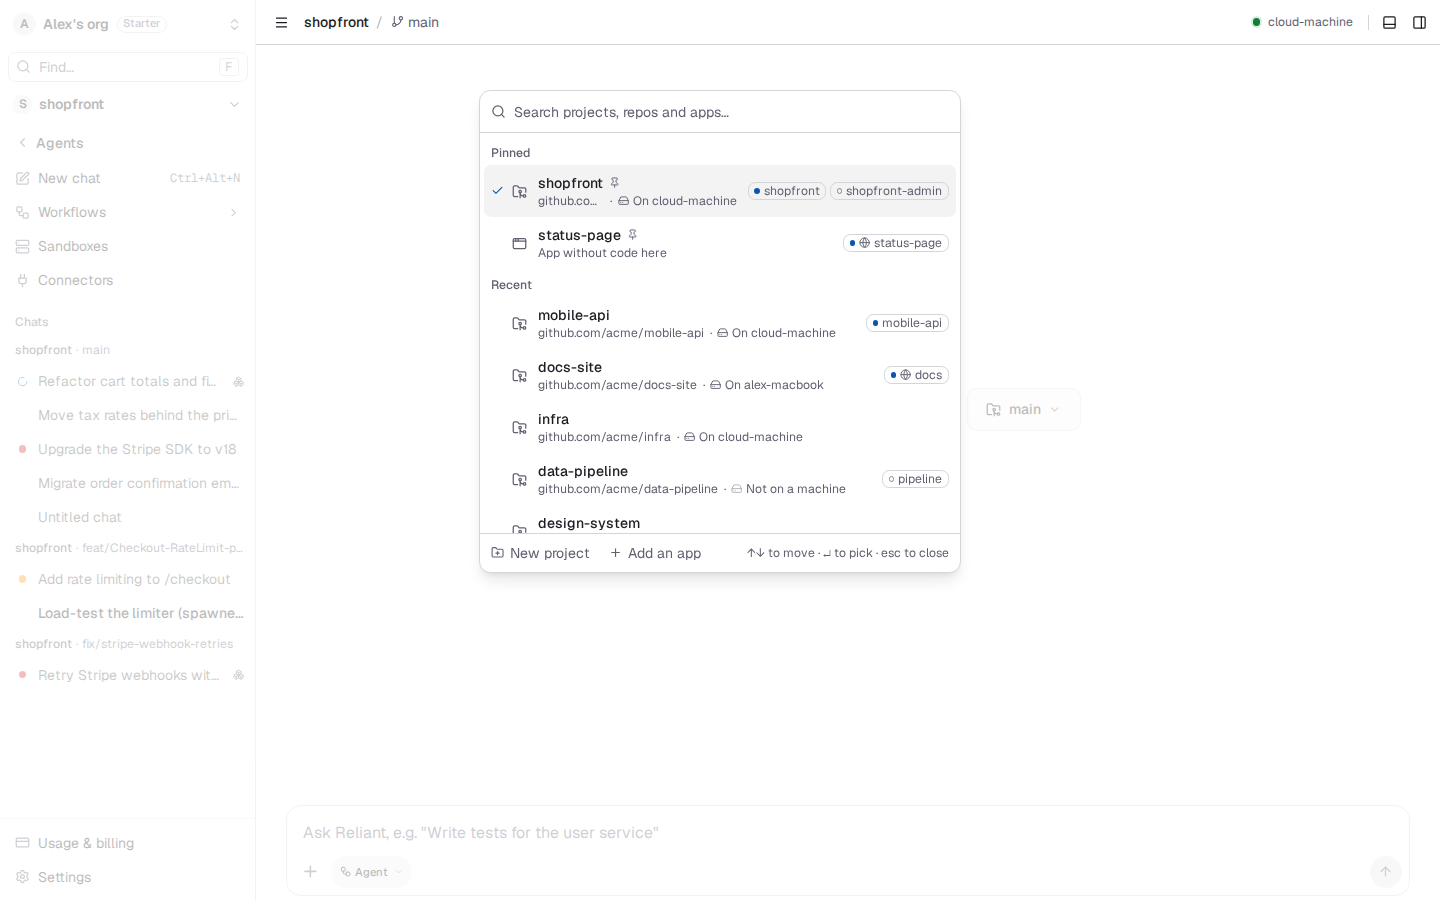 A Alex's org Starter
Find... F
S shopfront
Agents
New chat Ctrl+Alt+N
Workflows
Sandboxes
Connectors
Chats
shopfront · main
Refactor cart totals and fi...
Move tax rates behind the pri...
Upgrade the Stripe SDK to v18
Migrate order confirmation em...
Untitled chat
shopfront · feat/Checkout-RateLimit-p...
Add rate limiting to /checkout
Load-test the limiter (spawne...
shopfront · fix/stripe-webhook-retries
Retry Stripe webhooks wit...
Usage & billing
Settings
shopfront / main
cloud-machine
Search projects, repos and apps...
Pinned
shopfront
github.co... · On cloud-machine
shopfront shopfront-admin
status-page
App without code here
status-page
Recent
mobile-api
github.com/acme/mobile-api · On cloud-machine
mobile-api
docs-site
github.com/acme/docs-site · On alex-macbook
docs
infra
github.com/acme/infra · On cloud-machine
data-pipeline
github.com/acme/data-pipeline · Not on a machine
pipeline
design-system
New project Add an app ↑↓ to move · ↵ to pick · esc to close
main
Ask Reliant, e.g. "Write tests for the user service"
Agent